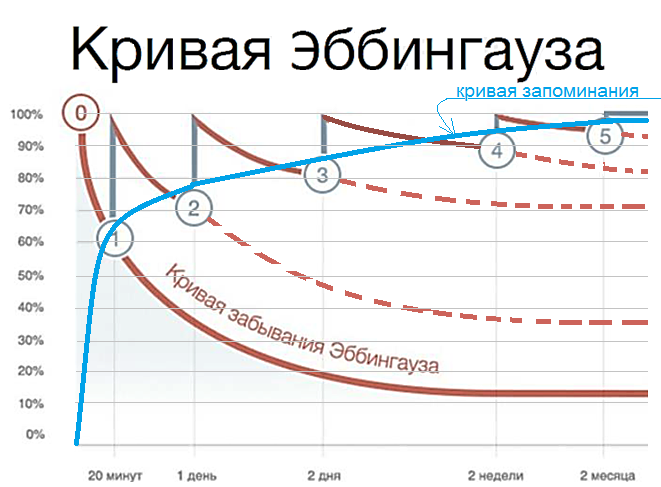 Кривая Эббингауза
кривая запоминания
100%
90%
80%
70%
60%
50%
40%
30%
20%
10%
0%
0
1
2
3
4
5
Кривая забывания Эббингауза
20 минут
1 день
2 дня
2 недели
2 месяца